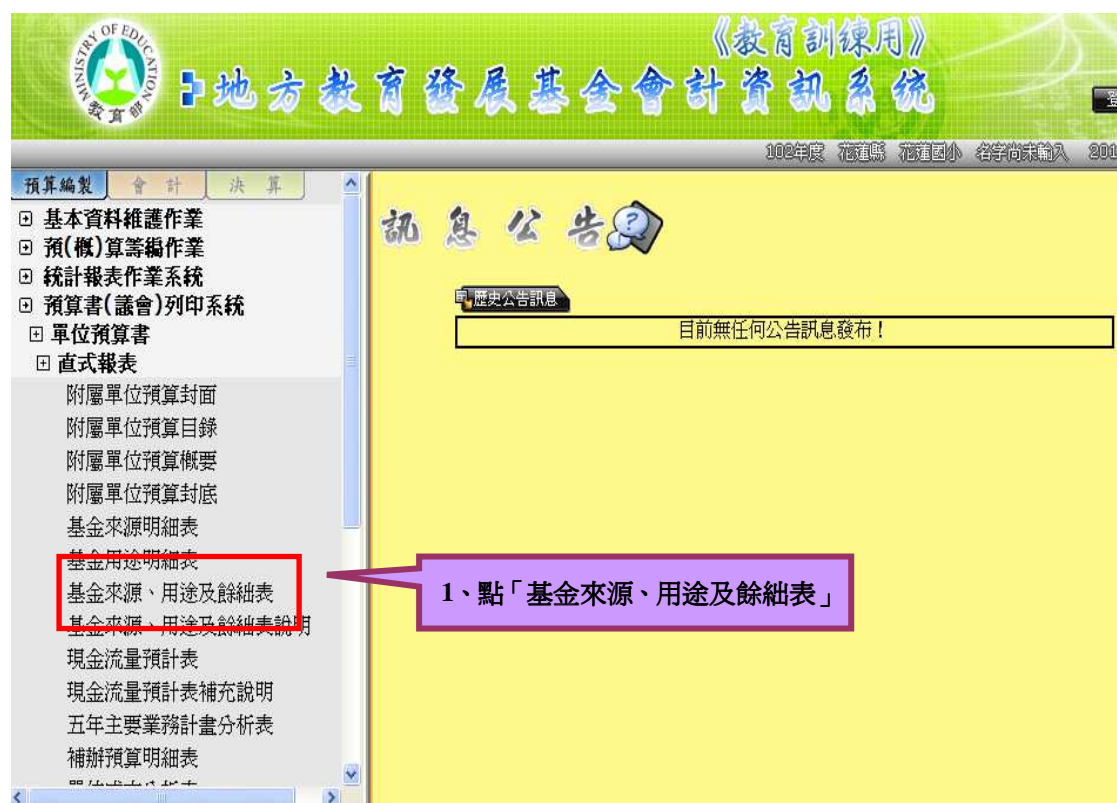 MINISTRY OF EDUCATION
教育部
《教育訓練用》
地方教育發展基金會計資訊系統
登
102年度 花蓮縣 花蓮國小 名字尚未輸入 201
預算編製 會計 決算
基本資料維護作業
預(概)算籌編作業
統計報表作業系統
預算書(議會)列印系統
單位預算書
直式報表
附屬單位預算封面
附屬單位預算目錄
附屬單位預算概要
附屬單位預算封底
基金來源明細表
基金用途明細表
基金來源、用途及餘絀表
基金來源、用途及餘絀表說明
現金流量預計表
現金流量預計表補充說明
五年主要業務計畫分析表
補辦預算明細表
訊息公告
歷史公告訊息
目前無任何公告訊息發布！
1、點「基金來源、用途及餘絀表」